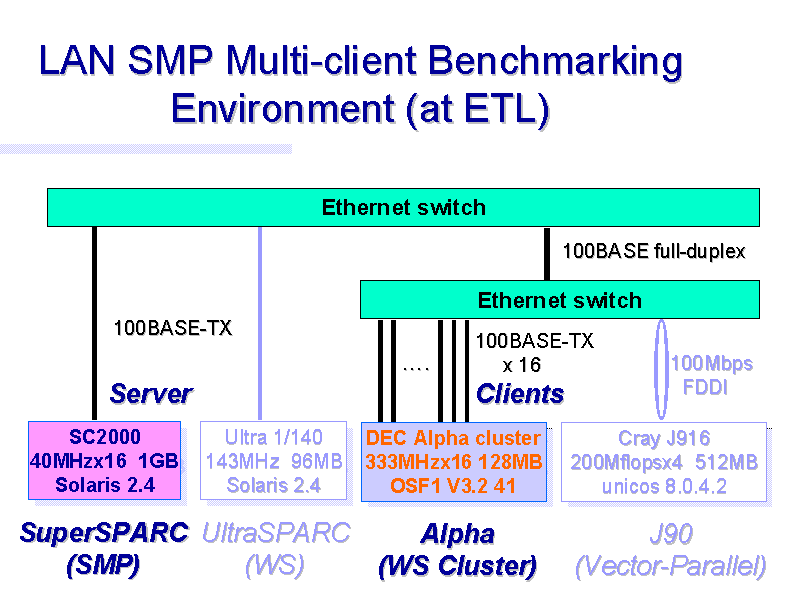 LAN SMP Multi-client Benchmarking
Environment (at ETL)
Ethernet switch
100BASE full-duplex
Ethernet switch
100BASE-TX
100BASE-TX
x 16
....
100Mbps
FDDI
Server
Clients
SC2000
40MHzx16 1GB
Solaris 2.4
Ultra 1/140
143MHz 96MB
Solaris 2.4
DEC Alpha cluster
333MHzx16 128MB
OSF1 V3.2 41
Cray J916
200Mflopsx4 512MB
unicos 8.0.4.2
SuperSPARC
(SMP)
UltraSPARC
(WS)
Alpha
(WS Cluster)
J90
(Vector-Parallel)